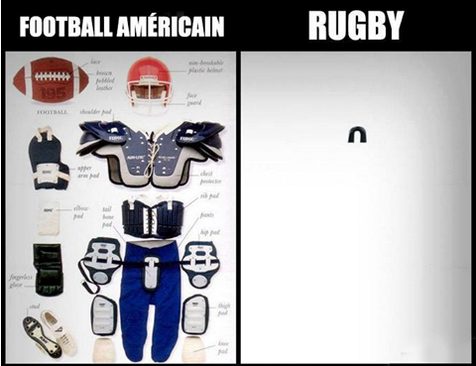 FOOTBALL AMÉRICAIN
RUGBY
lace
brown
pebbled
leather
195
FOOTBALL
non-breakable
plastic helmet
face
guard
shoulder pad
chest
protector
upper
arm pad
rib pad
elbow
pad
tail
bone
pad
pants
hip pad
fingerless
glove
stud
thigh
pad
knee
pad